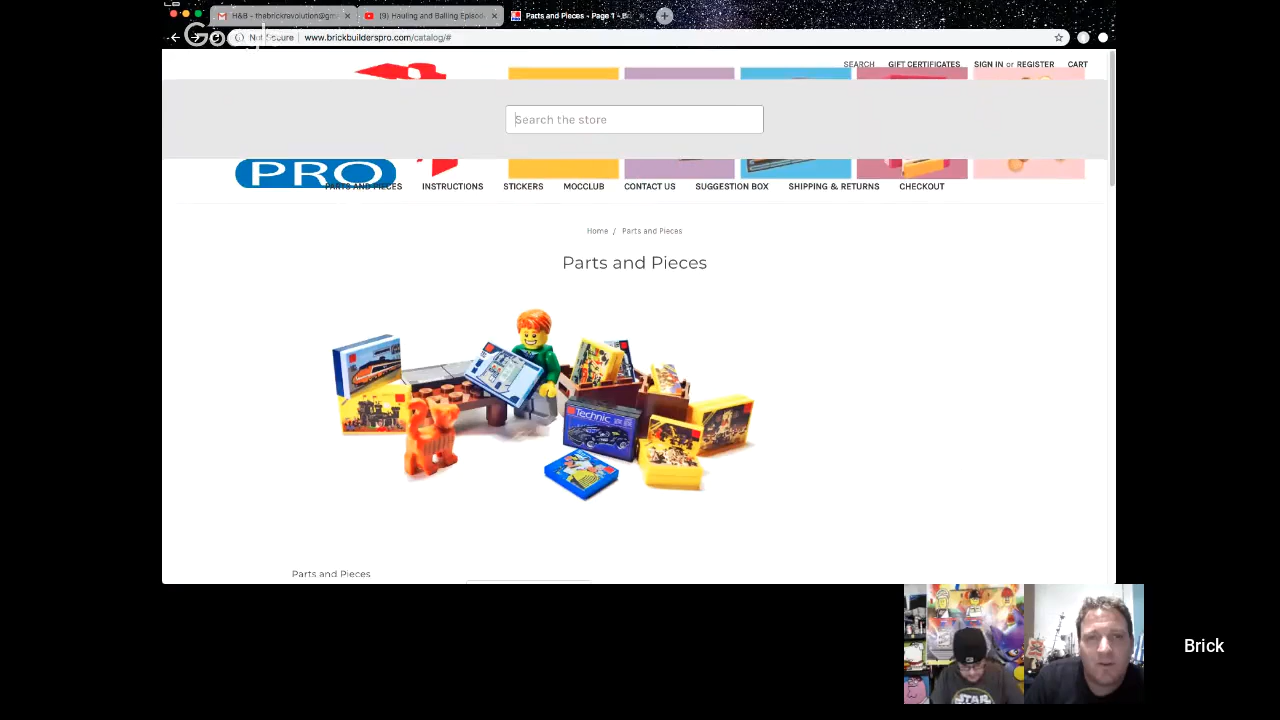 H&B - thebrickrevolution@gm
(9) Hauling and Balling Episod
Parts and Pieces - Page 1 - B
Google
Not Secure
www.brickbuilderspro.com/catalog/#
SEARCH GIFT CERTIFICATES SIGN IN or REGISTER CART
Search the store
PRO
PARTS AND PIECES INSTRUCTIONS STICKERS MOCCLUB CONTACT US SUGGESTION BOX SHIPPING & RETURNS CHECKOUT
Home / Parts and Pieces
Parts and Pieces
Technic
Parts and Pieces
STAR
Brick